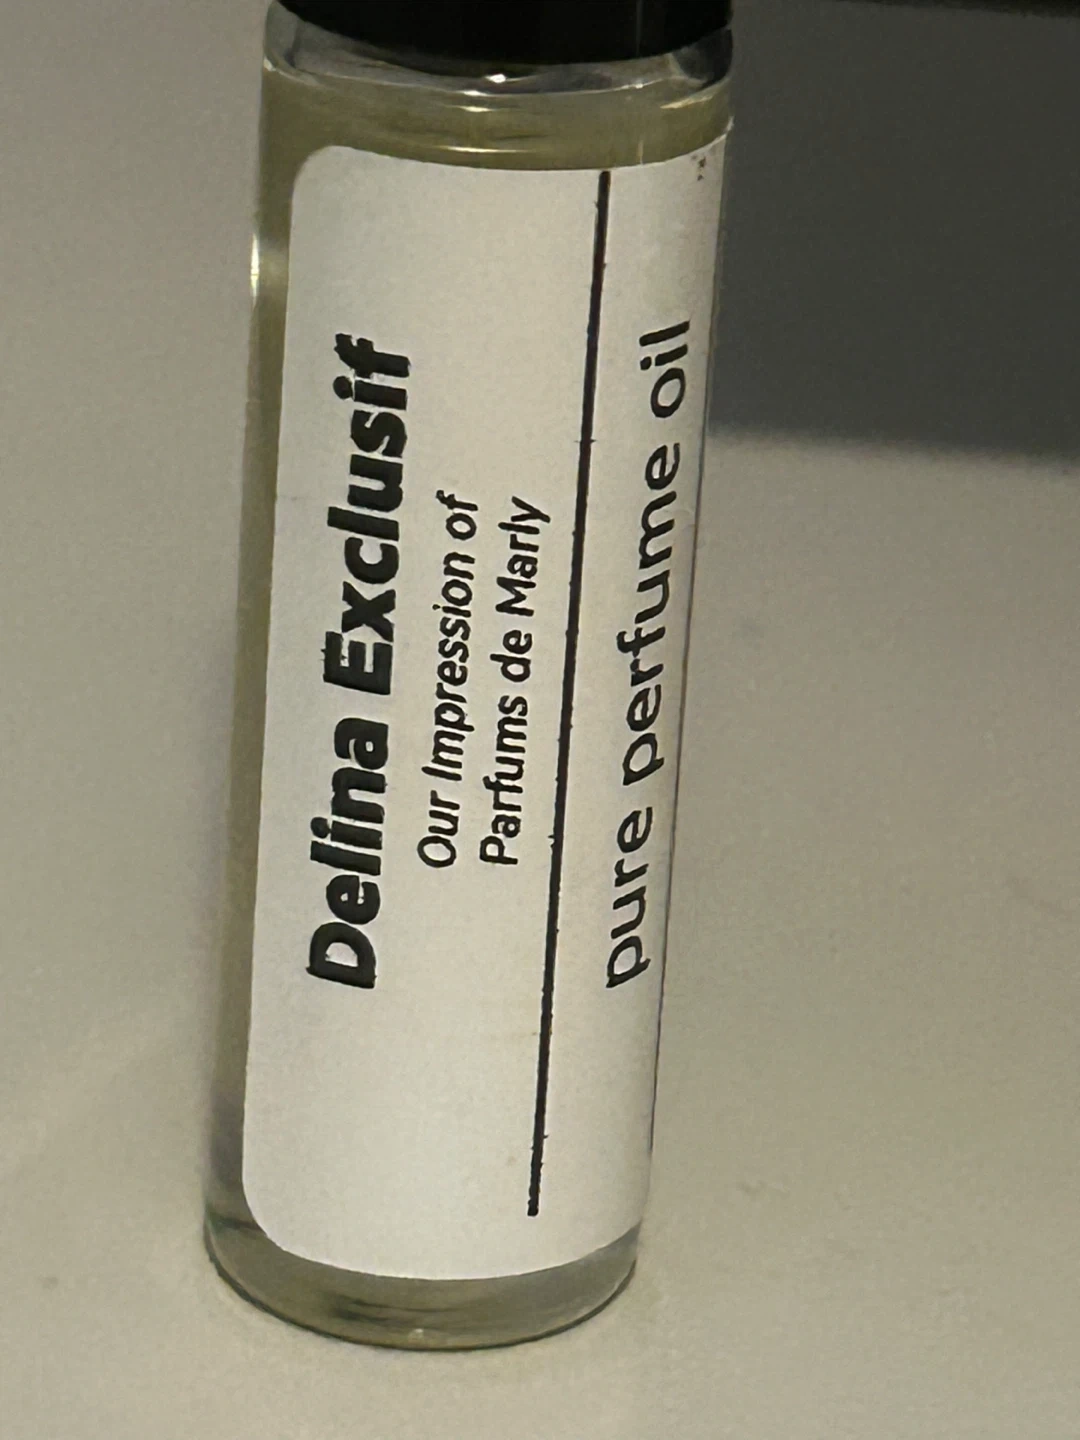 Delina Exclusif
Our Impression of
Parfums de Marly
pure perfume oil